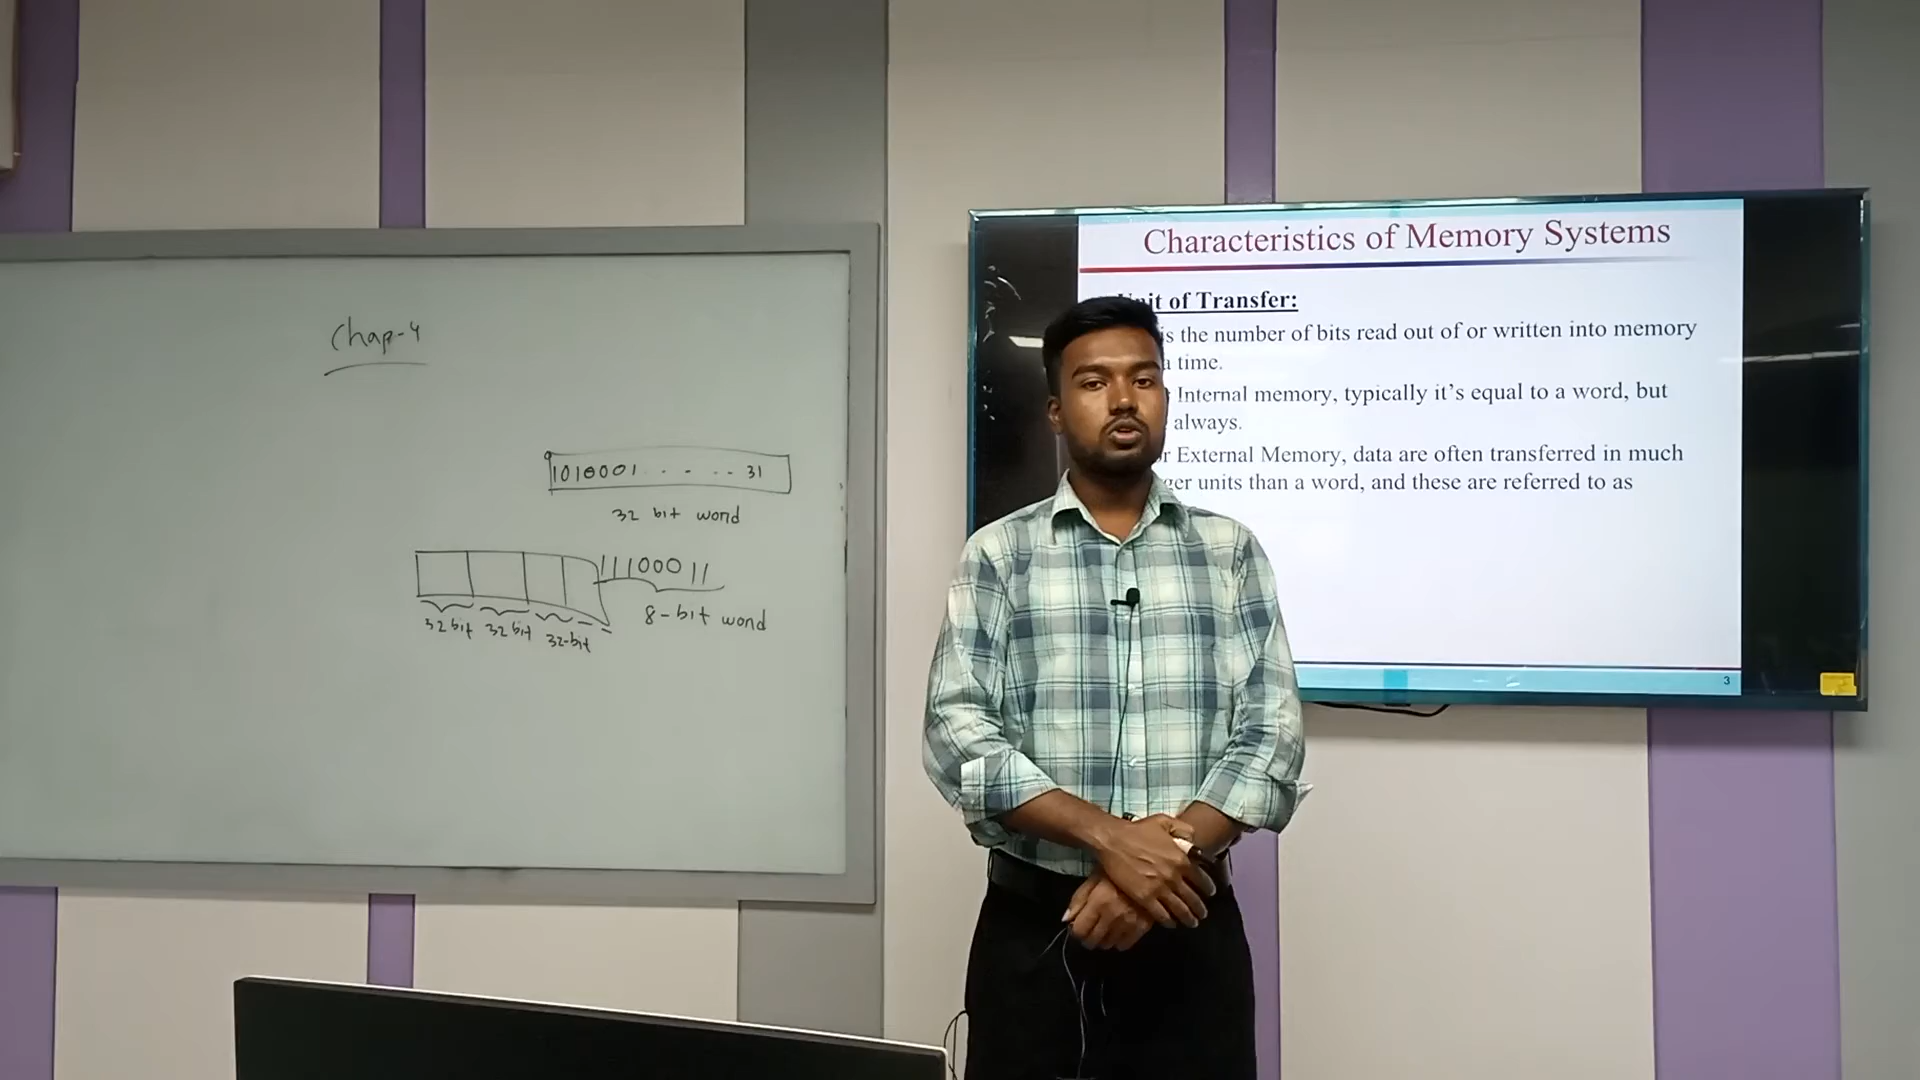 Chap-4
1010001 . . - . . -- 31
32 bit word
11100011
8-bit word
32 bit 32 bit 32-bit
Characteristics of Memory Systems
Unit of Transfer:
is the number of bits read out of or written into memory
a time.
Internal memory, typically it's equal to a word, but
always.
External Memory, data are often transferred in much
units than a word, and these are referred to as
3